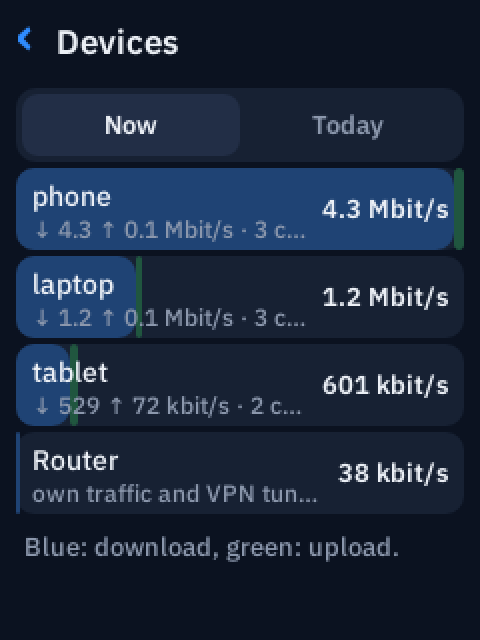 Devices
Now
Today
phone
↓ 4.3 ↑ 0.1 Mbit/s · 3 c...
4.3 Mbit/s
laptop
↓ 1.2 ↑ 0.1 Mbit/s · 3 c...
1.2 Mbit/s
tablet
↓ 529 ↑ 72 kbit/s · 2 c...
601 kbit/s
Router
own traffic and VPN tun...
38 kbit/s
Blue: download, green: upload.